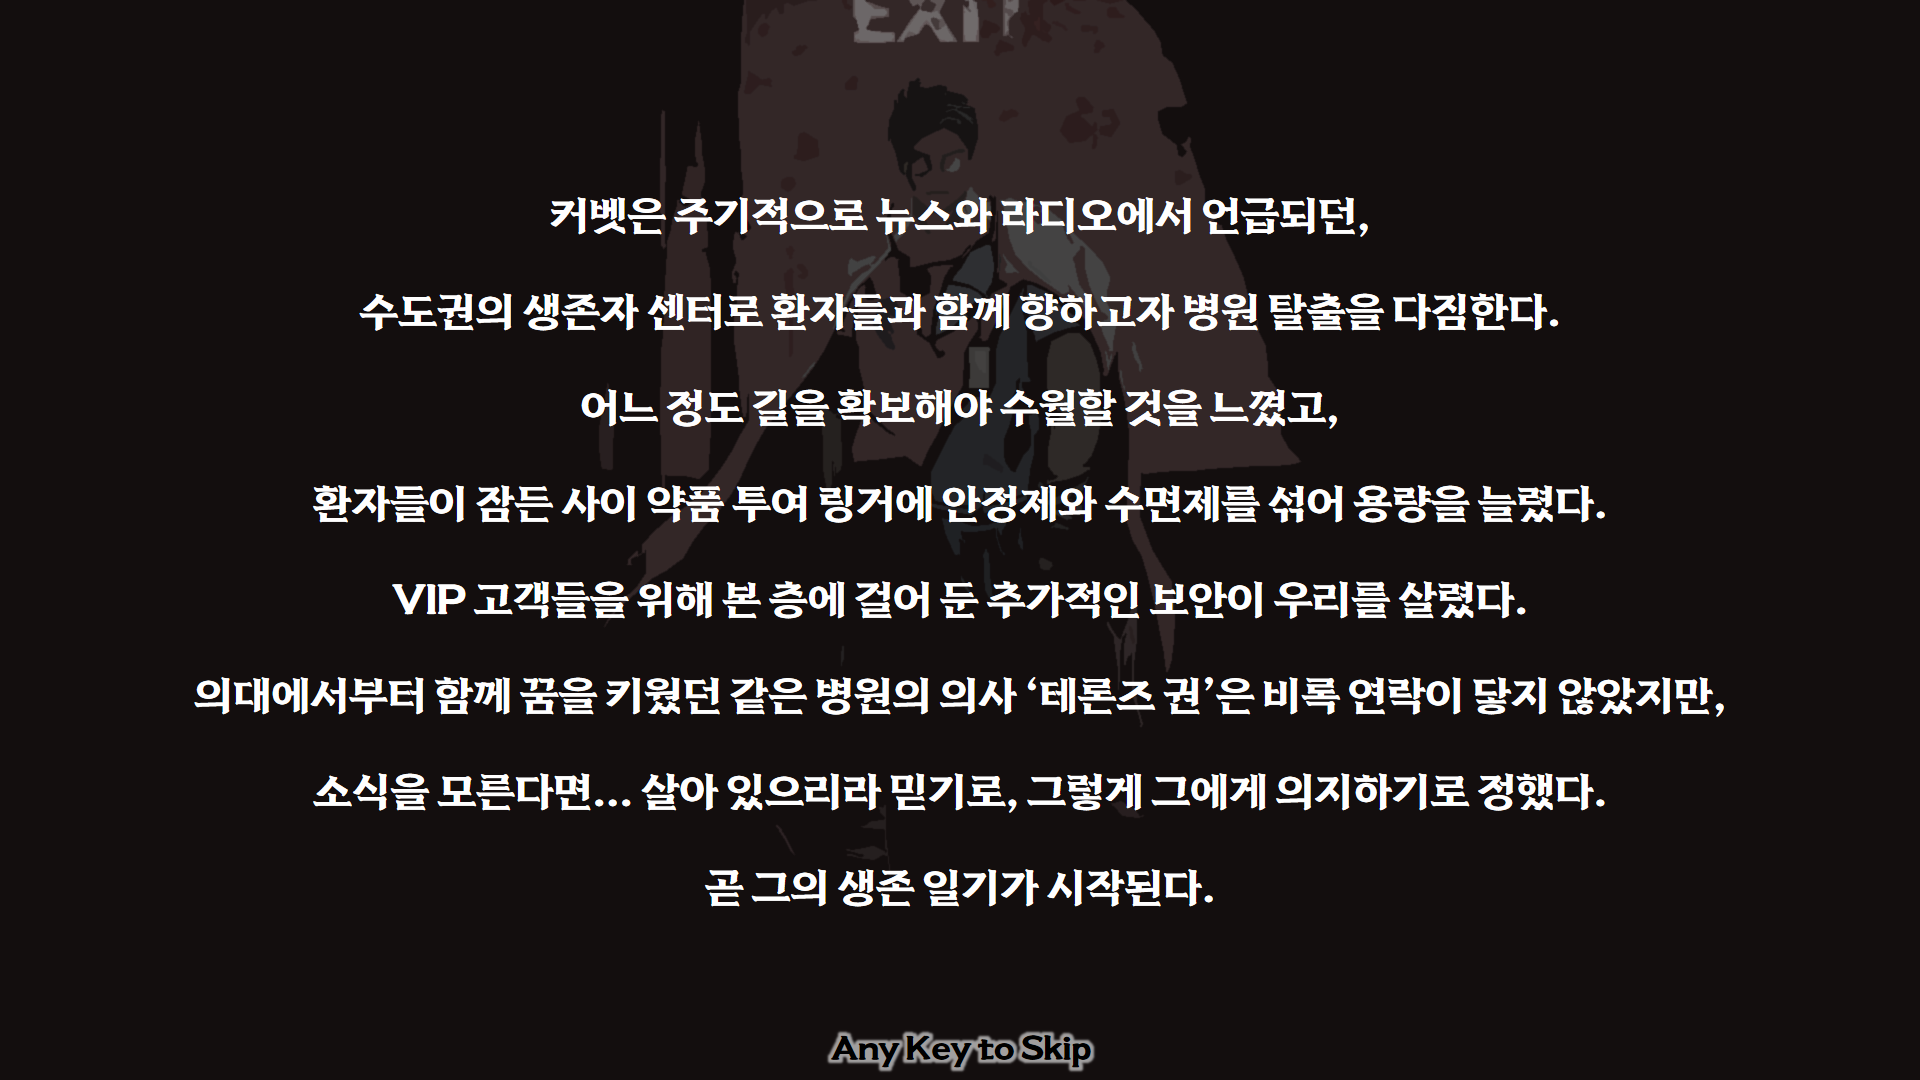 EXIT
커벳은 주기적으로 뉴스와 라디오에서 언급되던,
수도권의 생존자 센터로 환자들과 함께 향하고자 병원 탈출을 다짐한다.
어느 정도 길을 확보해야 수월할 것을 느꼈고,
환자들이 잠든 사이 약품 투여 링거에 안정제와 수면제를 섞어 용량을 늘렸다.
VIP 고객들을 위해 본 층에 걸어 둔 추가적인 보안이 우리를 살렸다.
의대에서부터 함께 꿈을 키웠던 같은 병원의 의사 ‘테론즈 권’은 비록 연락이 닿지 않았지만,
소식을 모른다면... 살아 있으리라 믿기로, 그렇게 그에게 의지하기로 정했다.
곧 그의 생존 일기가 시작된다.
Any Key to Skip